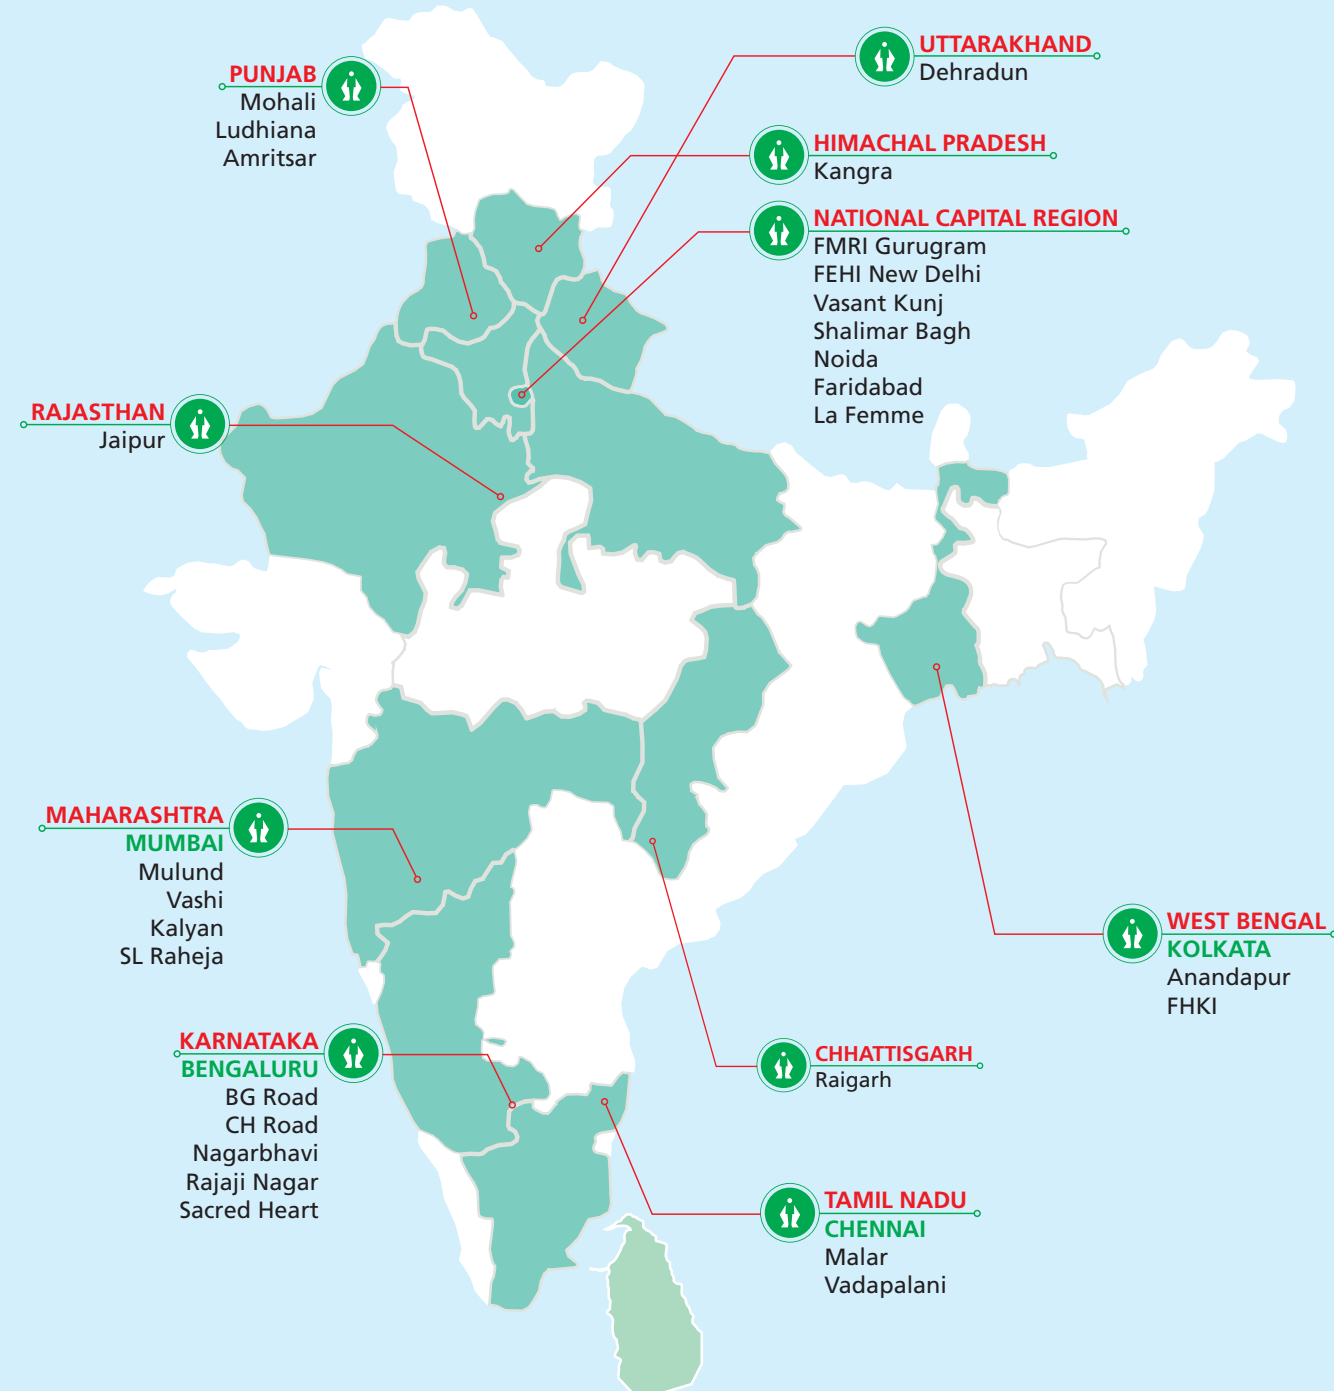 PUNJAB
Mohali
Ludhiana
Amritsar
UTTARAKHAND
Dehradun
HIMACHAL PRADESH
Kangra
NATIONAL CAPITAL REGION
FMRI Gurugram
FEHI New Delhi
Vasant Kunj
Shalimar Bagh
Noida
Faridabad
La Femme
RAJASTHAN
Jaipur
MAHARASHTRA
MUMBAI
Mulund
Vashi
Kalyan
SL Raheja
WEST BENGAL
KOLKATA
Anandapur
FHKI
KARNATAKA
BENGALURU
BG Road
CH Road
Nagarbhavi
Rajaji Nagar
Sacred Heart
CHHATTISGARH
Raigarh
TAMIL NADU
CHENNAI
Malar
Vadapalani